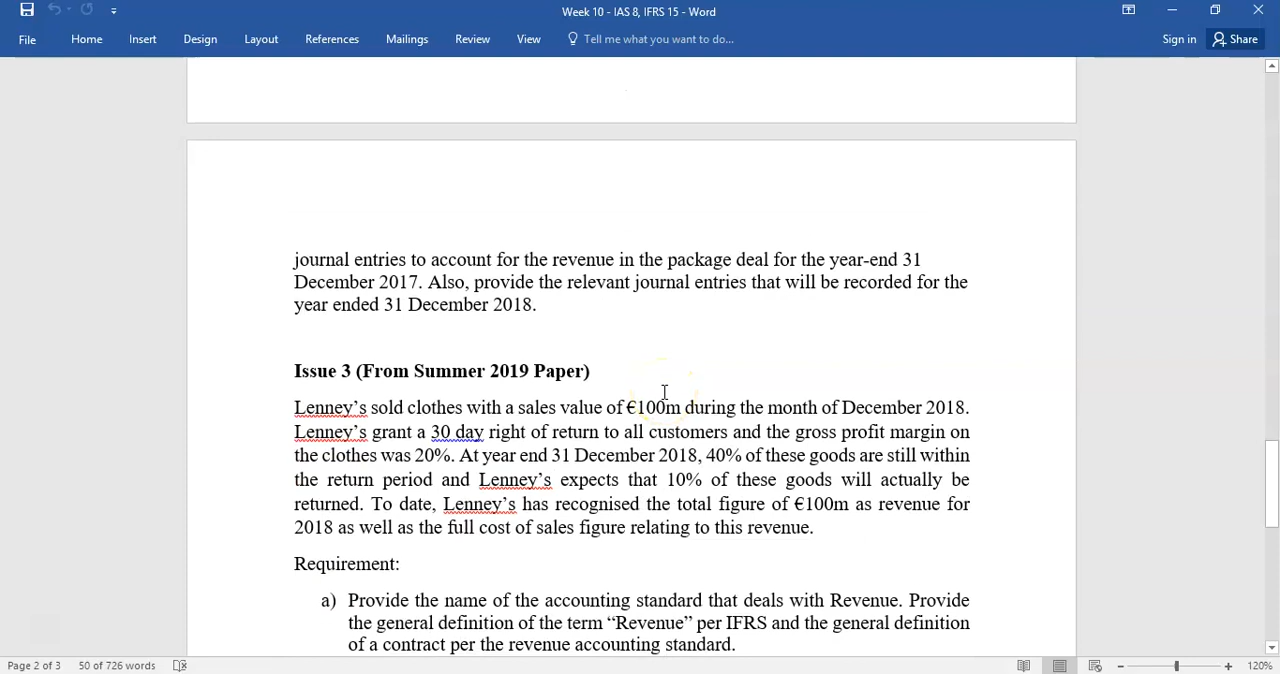 Week 10 - IAS 8, IFRS 15 - Word
File Home Insert Design Layout References Mailings Review View Tell me what you want to do... Sign in Share
journal entries to account for the revenue in the package deal for the year-end 31
December 2017. Also, provide the relevant journal entries that will be recorded for the
year ended 31 December 2018.
Issue 3 (From Summer 2019 Paper)
Lenney’s sold clothes with a sales value of €100m during the month of December 2018.
Lenney’s grant a 30 day right of return to all customers and the gross profit margin on
the clothes was 20%. At year end 31 December 2018, 40% of these goods are still within
the return period and Lenney’s expects that 10% of these goods will actually be
returned. To date, Lenney’s has recognised the total figure of €100m as revenue for
2018 as well as the full cost of sales figure relating to this revenue.
Requirement:
a) Provide the name of the accounting standard that deals with Revenue. Provide
the general definition of the term “Revenue” per IFRS and the general definition
of a contract per the revenue accounting standard.
Page 2 of 3 50 of 726 words 120%